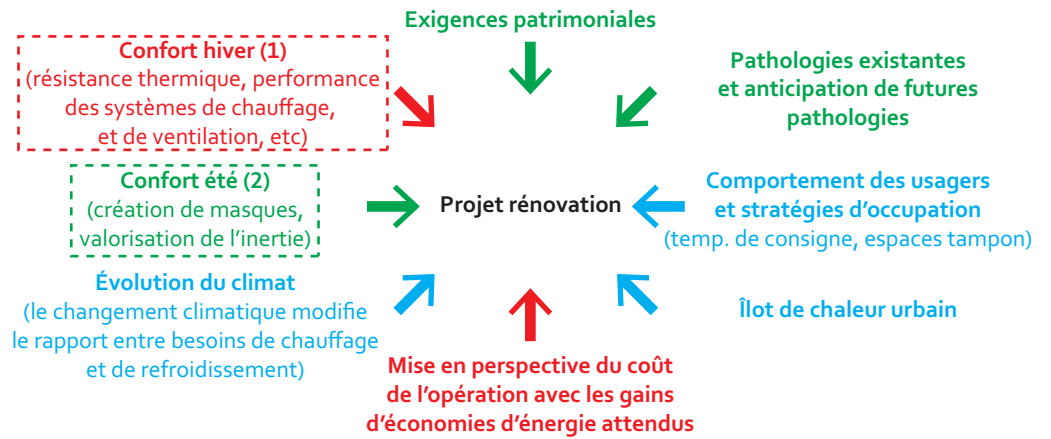 Exigences patrimoniales
Confort hiver (1)
(résistance thermique, performance
des systèmes de chauffage,
et de ventilation, etc)
Pathologies existantes
et anticipation de futures
pathologies
Confort été (2)
(création de masques,
valorisation de l’inertie)
Projet rénovation
Comportement des usagers
et stratégies d’occupation
(temp. de consigne, espaces tampon)
Évolution du climat
(le changement climatique modifie
le rapport entre besoins de chauffage
et de refroidissement)
Îlot de chaleur urbain
Mise en perspective du coût
de l’opération avec les gains
d’économies d’énergie attendus